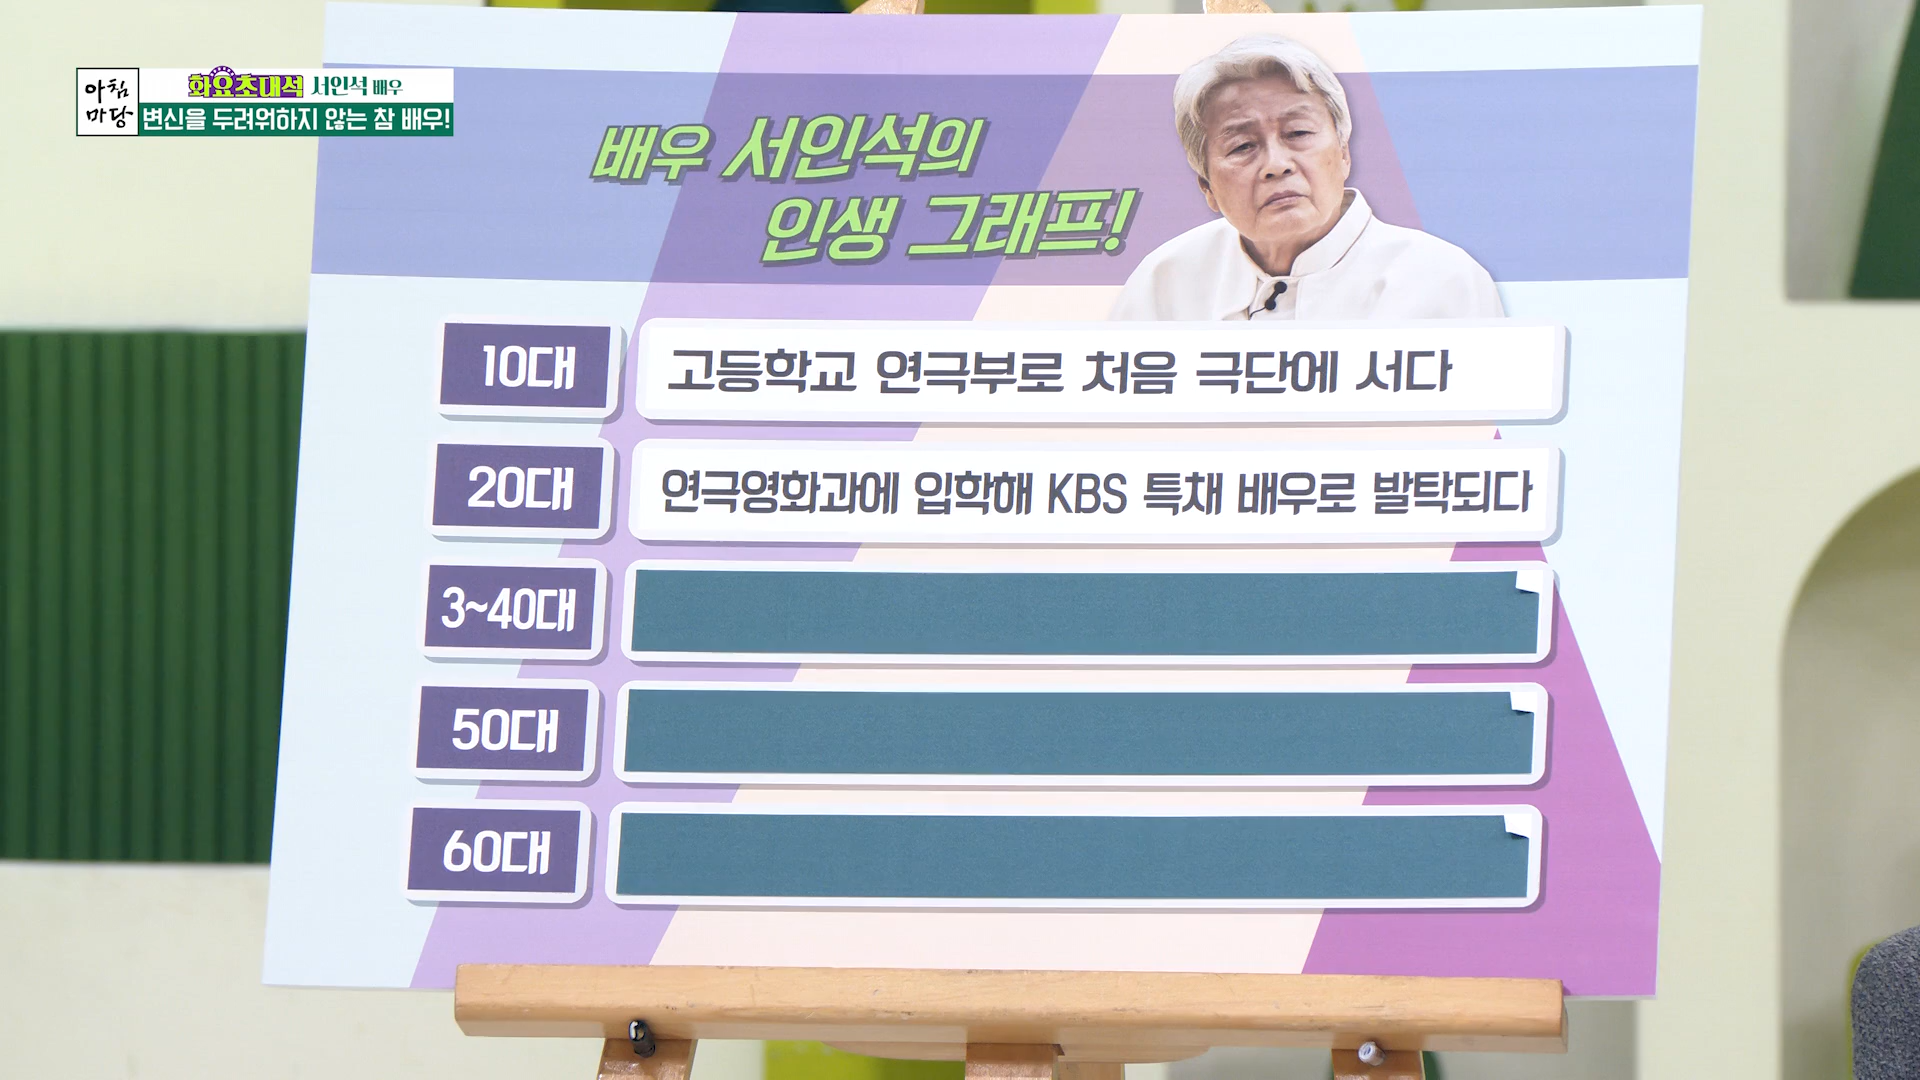 아침
마당
화요초대석 서인석 배우
변신을 두려워하지 않는 참 배우!
배우 서인석의
인생 그래프!
10대 고등학교 연극부로 처음 극단에 서다
20대 연극영화과에 입학해 KBS 특채 배우로 발탁되다
3~40대
50대
60대